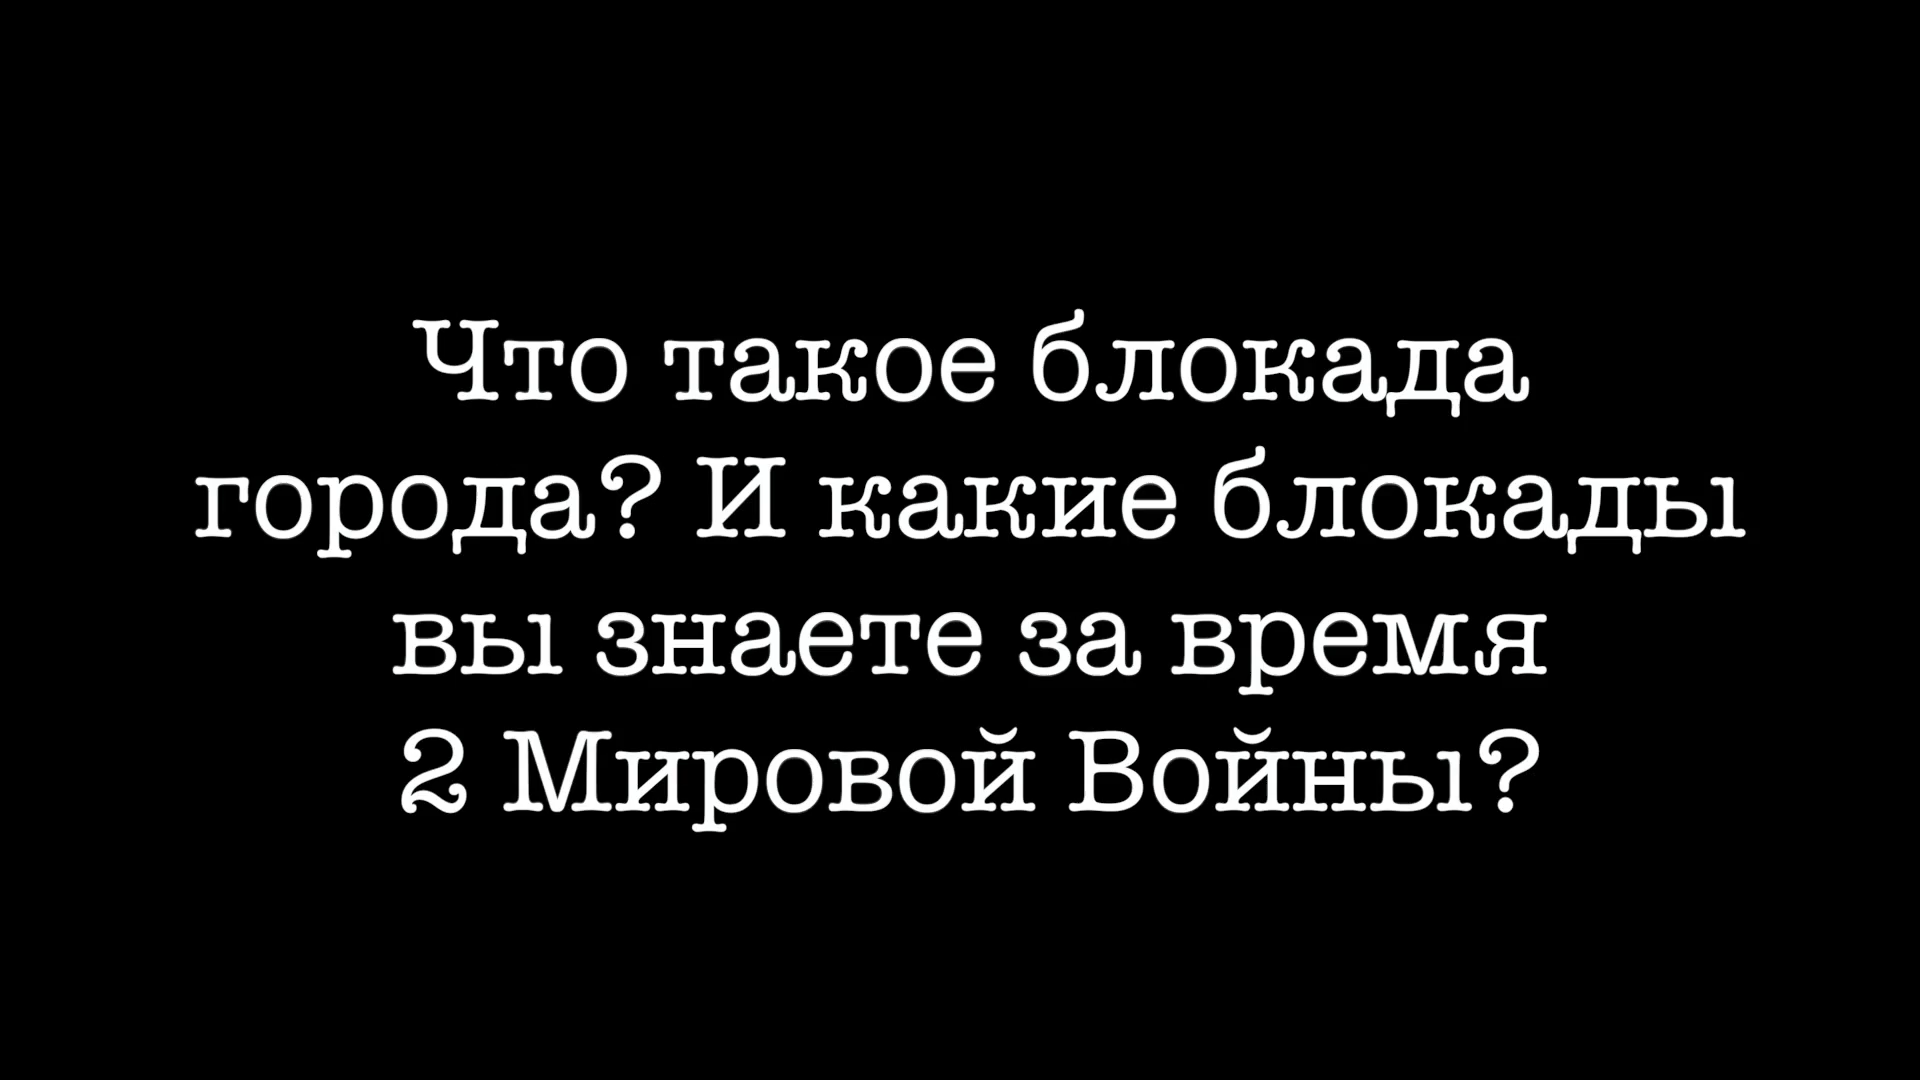 Что такое блокада
города? И какие блокады
вы знаете за время
2 Мировой Войны?